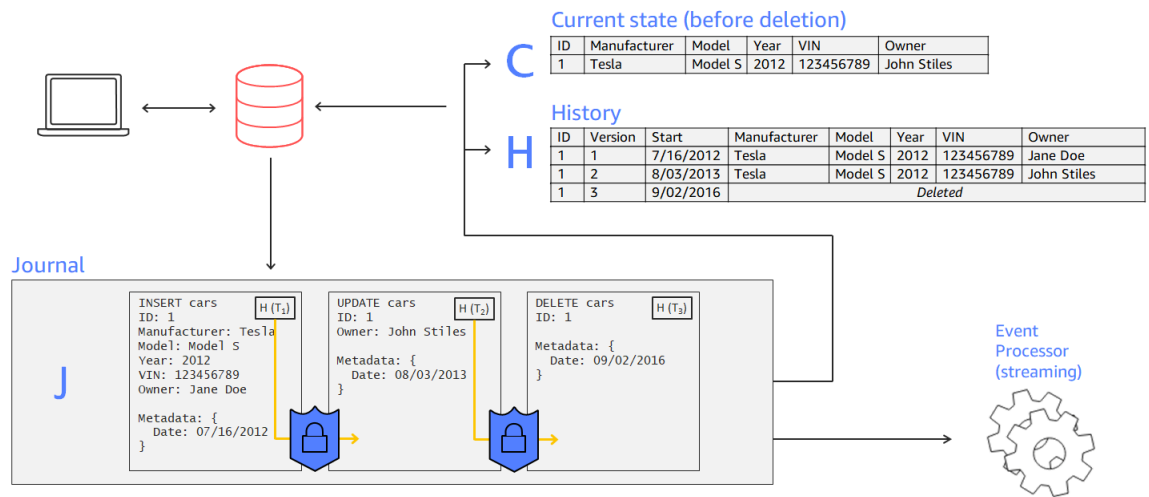 Current state (before deletion)
C
ID Manufacturer Model Year VIN Owner
1 Tesla Model S 2012 123456789 John Stiles
History
H
ID Version Start Manufacturer Model Year VIN Owner
1 1 7/16/2012 Tesla Model S 2012 123456789 Jane Doe
1 2 8/03/2013 Tesla Model S 2012 123456789 John Stiles
1 3 9/02/2016 Deleted
Journal
J
INSERT cars
H (T₁)
ID: 1
Manufacturer: Tesla
Model: Model S
Year: 2012
VIN: 123456789
Owner: Jane Doe
Metadata: {
Date: 07/16/2012
}
UPDATE cars
H (T₂)
ID: 1
Owner: John Stiles
Metadata: {
Date: 08/03/2013
}
DELETE cars
H (T₃)
ID: 1
Metadata: {
Date: 09/02/2016
}
Event
Processor
(streaming)